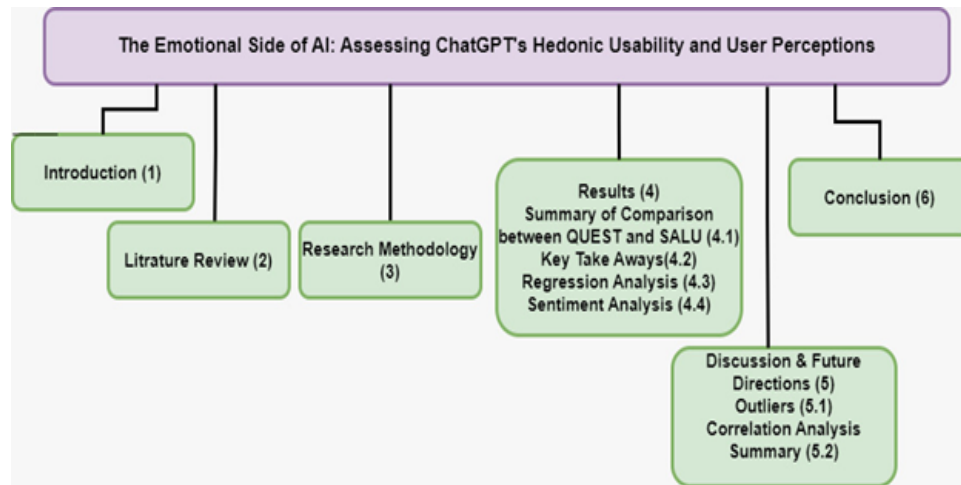 The Emotional Side of AI: Assessing ChatGPT's Hedonic Usability and User Perceptions
Introduction (1)
Litrature Review (2)
Research Methodology
(3)
Results (4)
Summary of Comparison
between QUEST and SALU (4.1)
Key Take Aways(4.2)
Regression Analysis (4.3)
Sentiment Analysis (4.4)
Discussion & Future
Directions (5)
Outliers (5.1)
Correlation Analysis
Summary (5.2)
Conclusion (6)